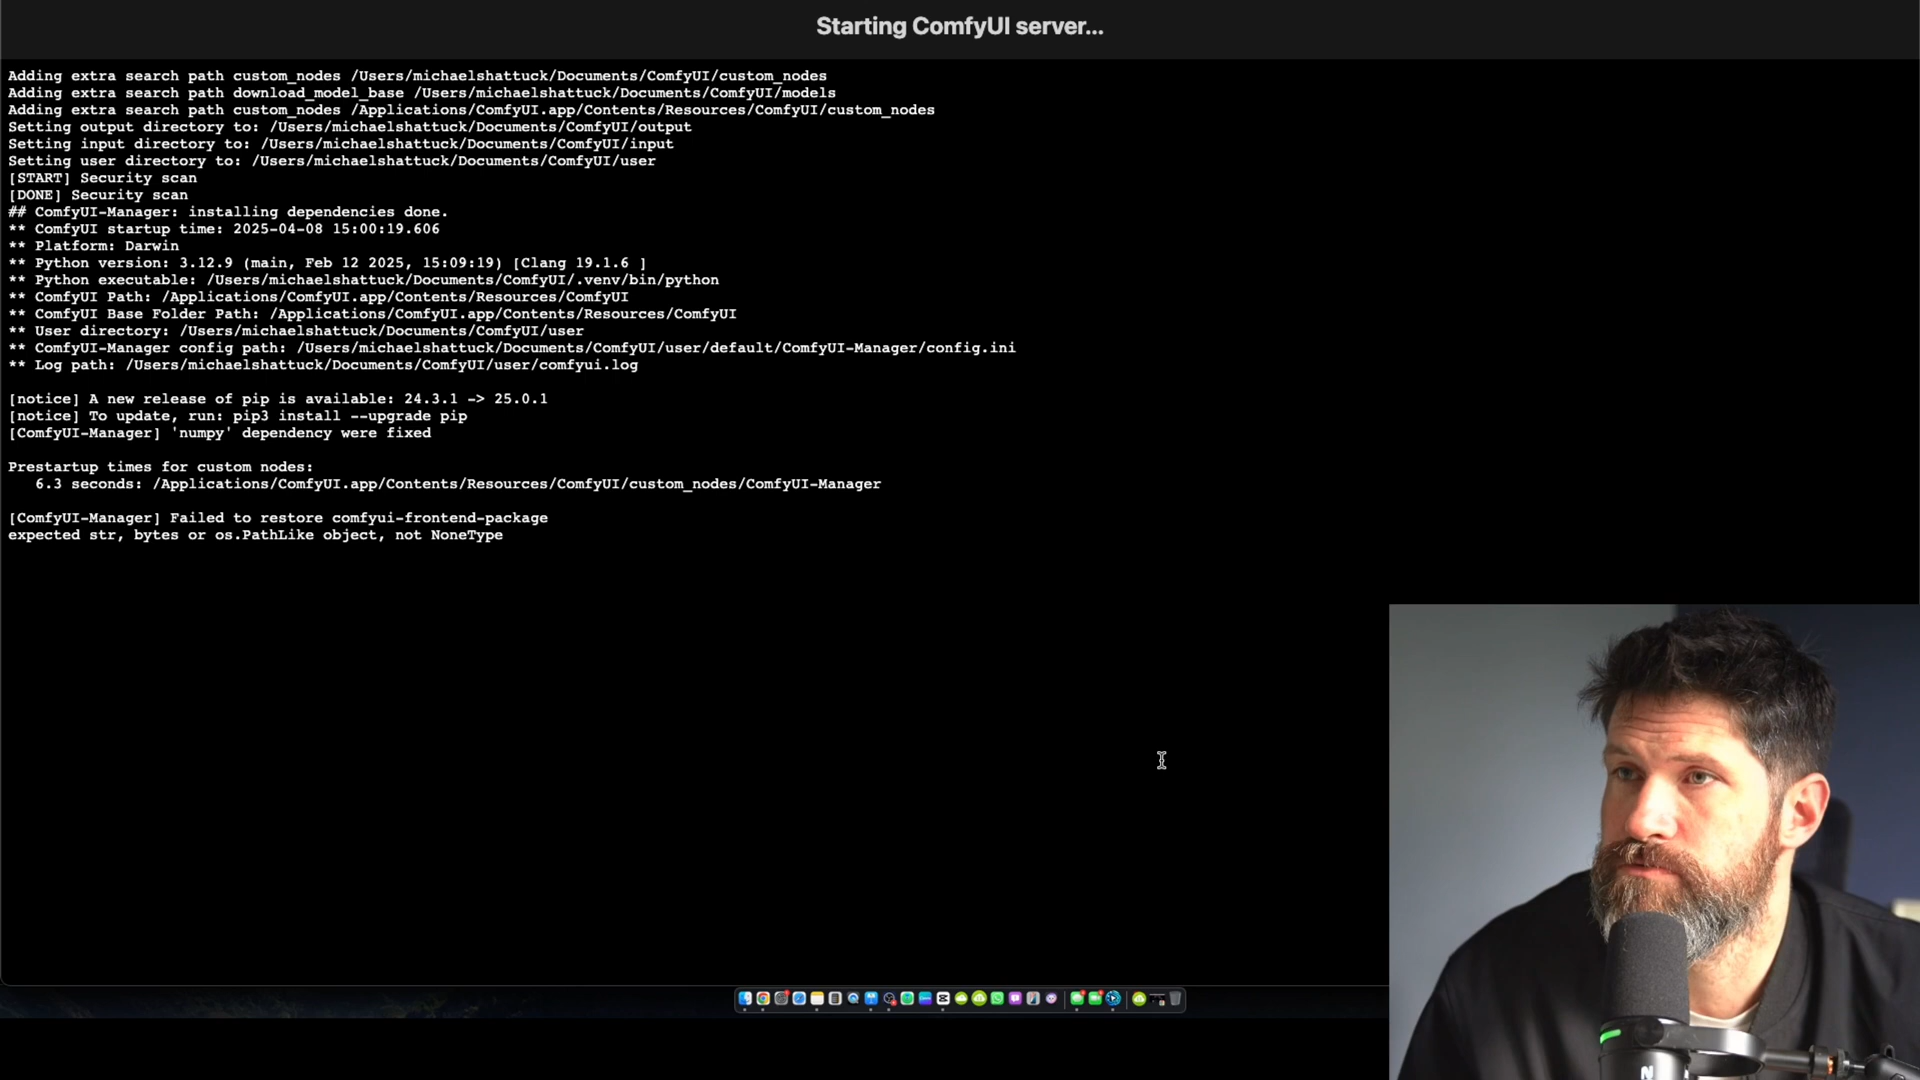 Starting ComfyUI server...
Adding extra search path custom_nodes /Users/michaelshattuck/Documents/ComfyUI/custom_nodes
Adding extra search path download_model_base /Users/michaelshattuck/Documents/ComfyUI/models
Adding extra search path custom_nodes /Applications/ComfyUI.app/Contents/Resources/ComfyUI/custom_nodes
Setting output directory to: /Users/michaelshattuck/Documents/ComfyUI/output
Setting input directory to: /Users/michaelshattuck/Documents/ComfyUI/input
Setting user directory to: /Users/michaelshattuck/Documents/ComfyUI/user
[START] Security scan
[DONE] Security scan
## ComfyUI-Manager: installing dependencies done.
** ComfyUI startup time: 2025-04-08 15:00:19.606
** Platform: Darwin
** Python version: 3.12.9 (main, Feb 12 2025, 15:09:19) [Clang 19.1.6 ]
** Python executable: /Users/michaelshattuck/Documents/ComfyUI/.venv/bin/python
** ComfyUI Path: /Applications/ComfyUI.app/Contents/Resources/ComfyUI
** ComfyUI Base Folder Path: /Applications/ComfyUI.app/Contents/Resources/ComfyUI
** User directory: /Users/michaelshattuck/Documents/ComfyUI/user
** ComfyUI-Manager config path: /Users/michaelshattuck/Documents/ComfyUI/user/default/ComfyUI-Manager/config.ini
** Log path: /Users/michaelshattuck/Documents/ComfyUI/user/comfyui.log
[notice] A new release of pip is available: 24.3.1 -> 25.0.1
[notice] To update, run: pip3 install --upgrade pip
[ComfyUI-Manager] 'numpy' dependency were fixed
Prestartup times for custom nodes:
6.3 seconds: /Applications/ComfyUI.app/Contents/Resources/ComfyUI/custom_nodes/ComfyUI-Manager
[ComfyUI-Manager] Failed to restore comfyui-frontend-package
expected str, bytes or os.PathLike object, not NoneType